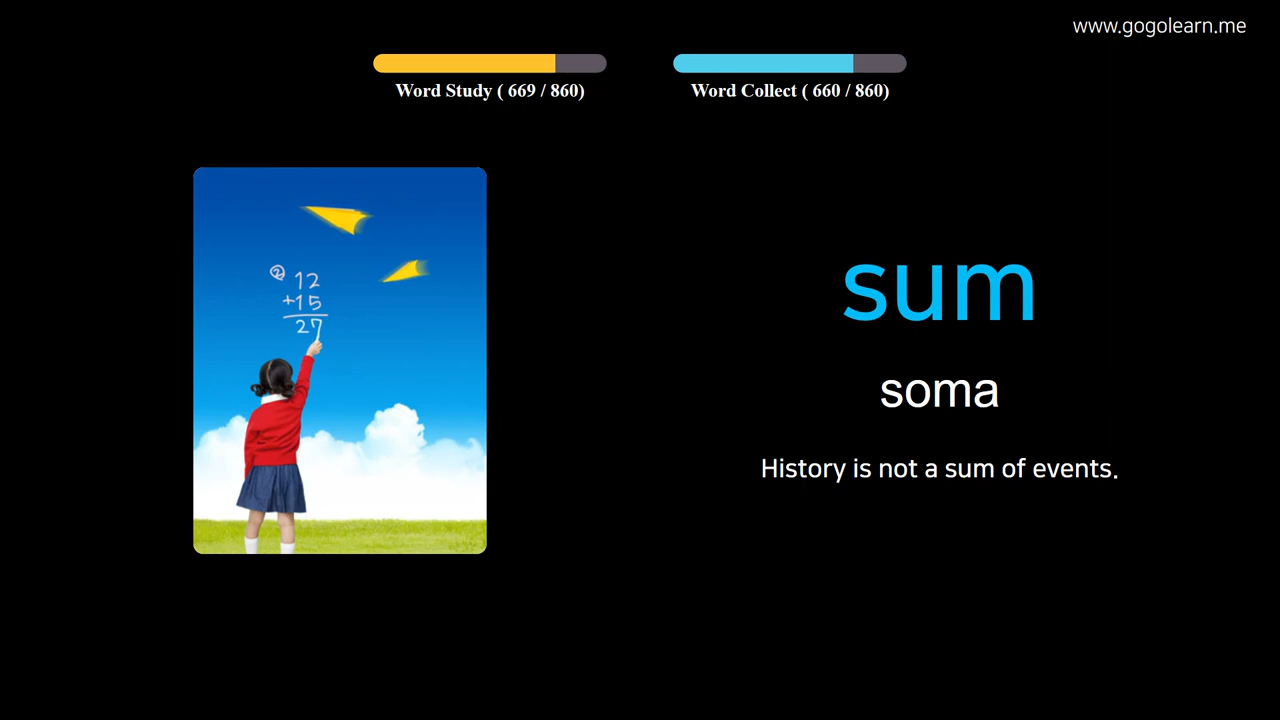 www.gogolearn.me
Word Study ( 669 / 860)
Word Collect ( 660 / 860)
② 12
+15
27
sum
soma
History is not a sum of events.